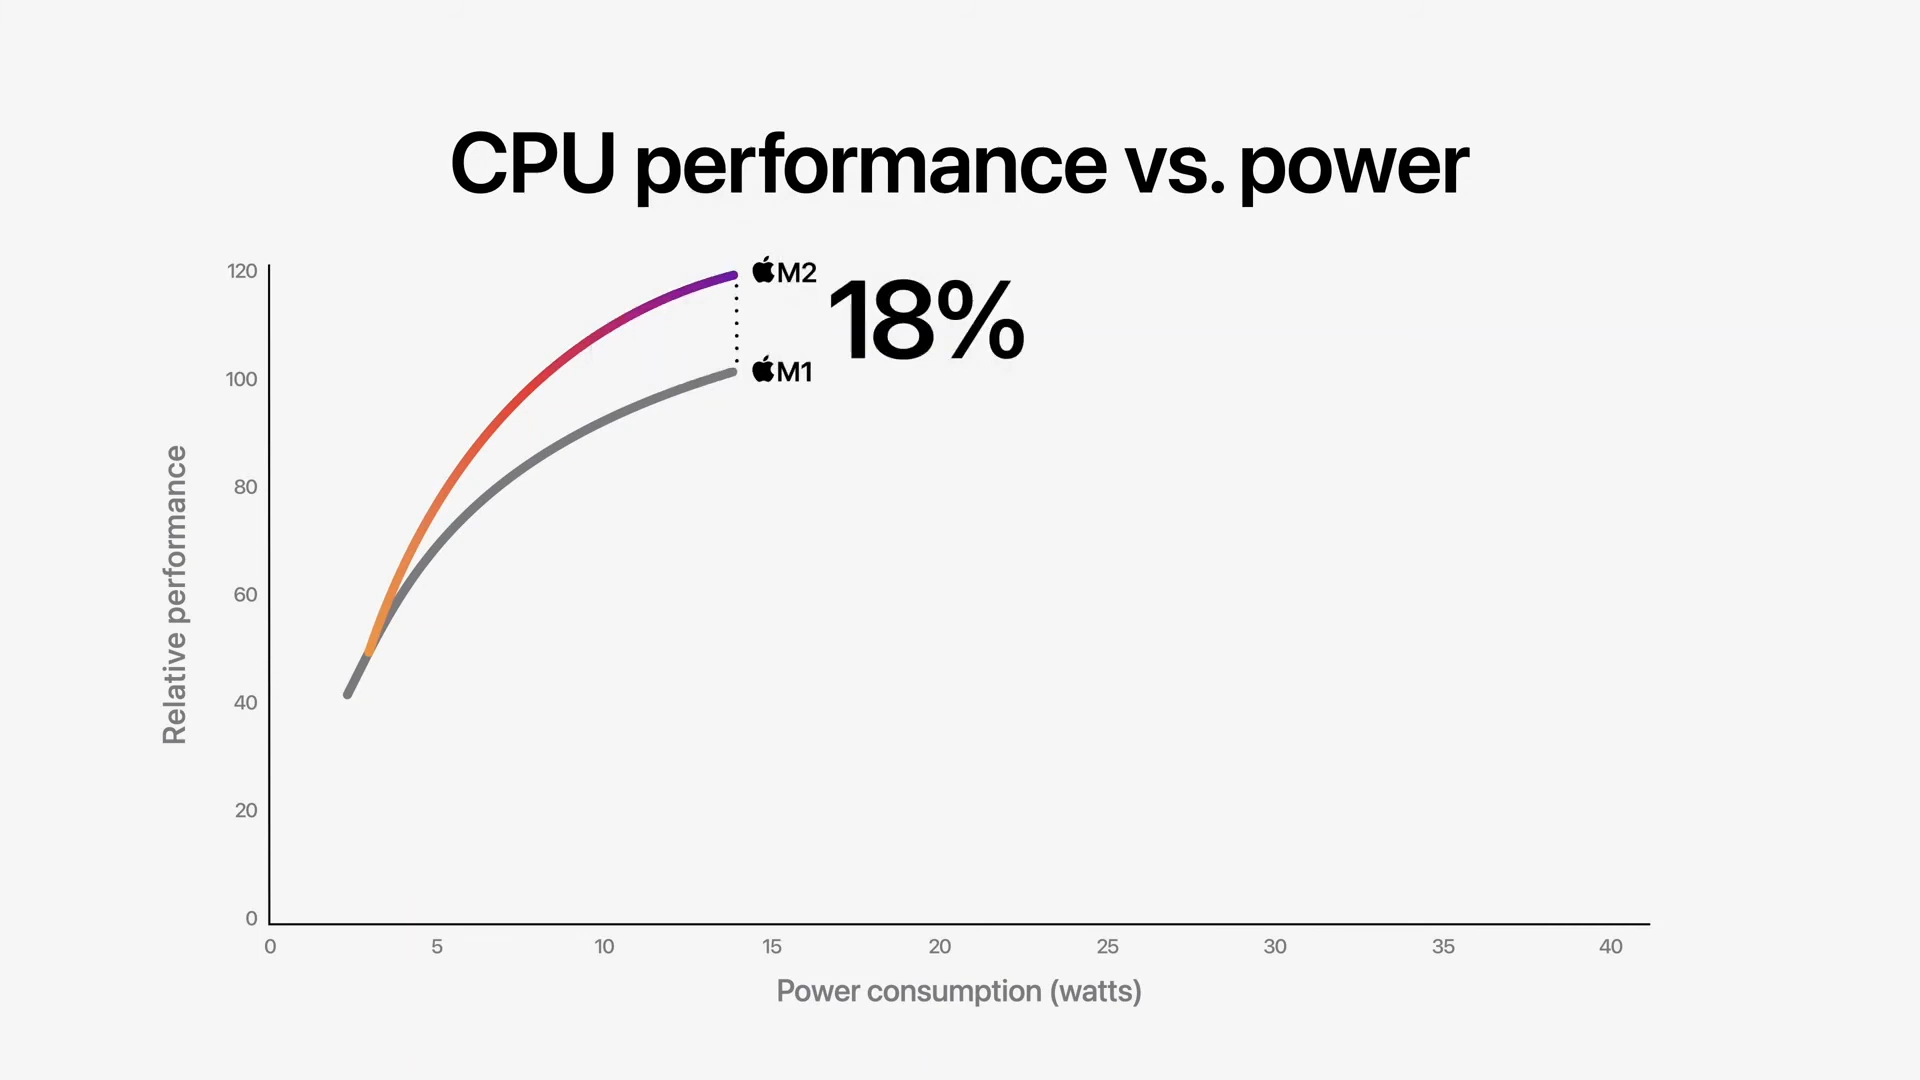 CPU performance vs. power
120
100
80
60
40
20
0
Relative performance
M2
18%
M1
0 5 10 15 20 25 30 35 40
Power consumption (watts)